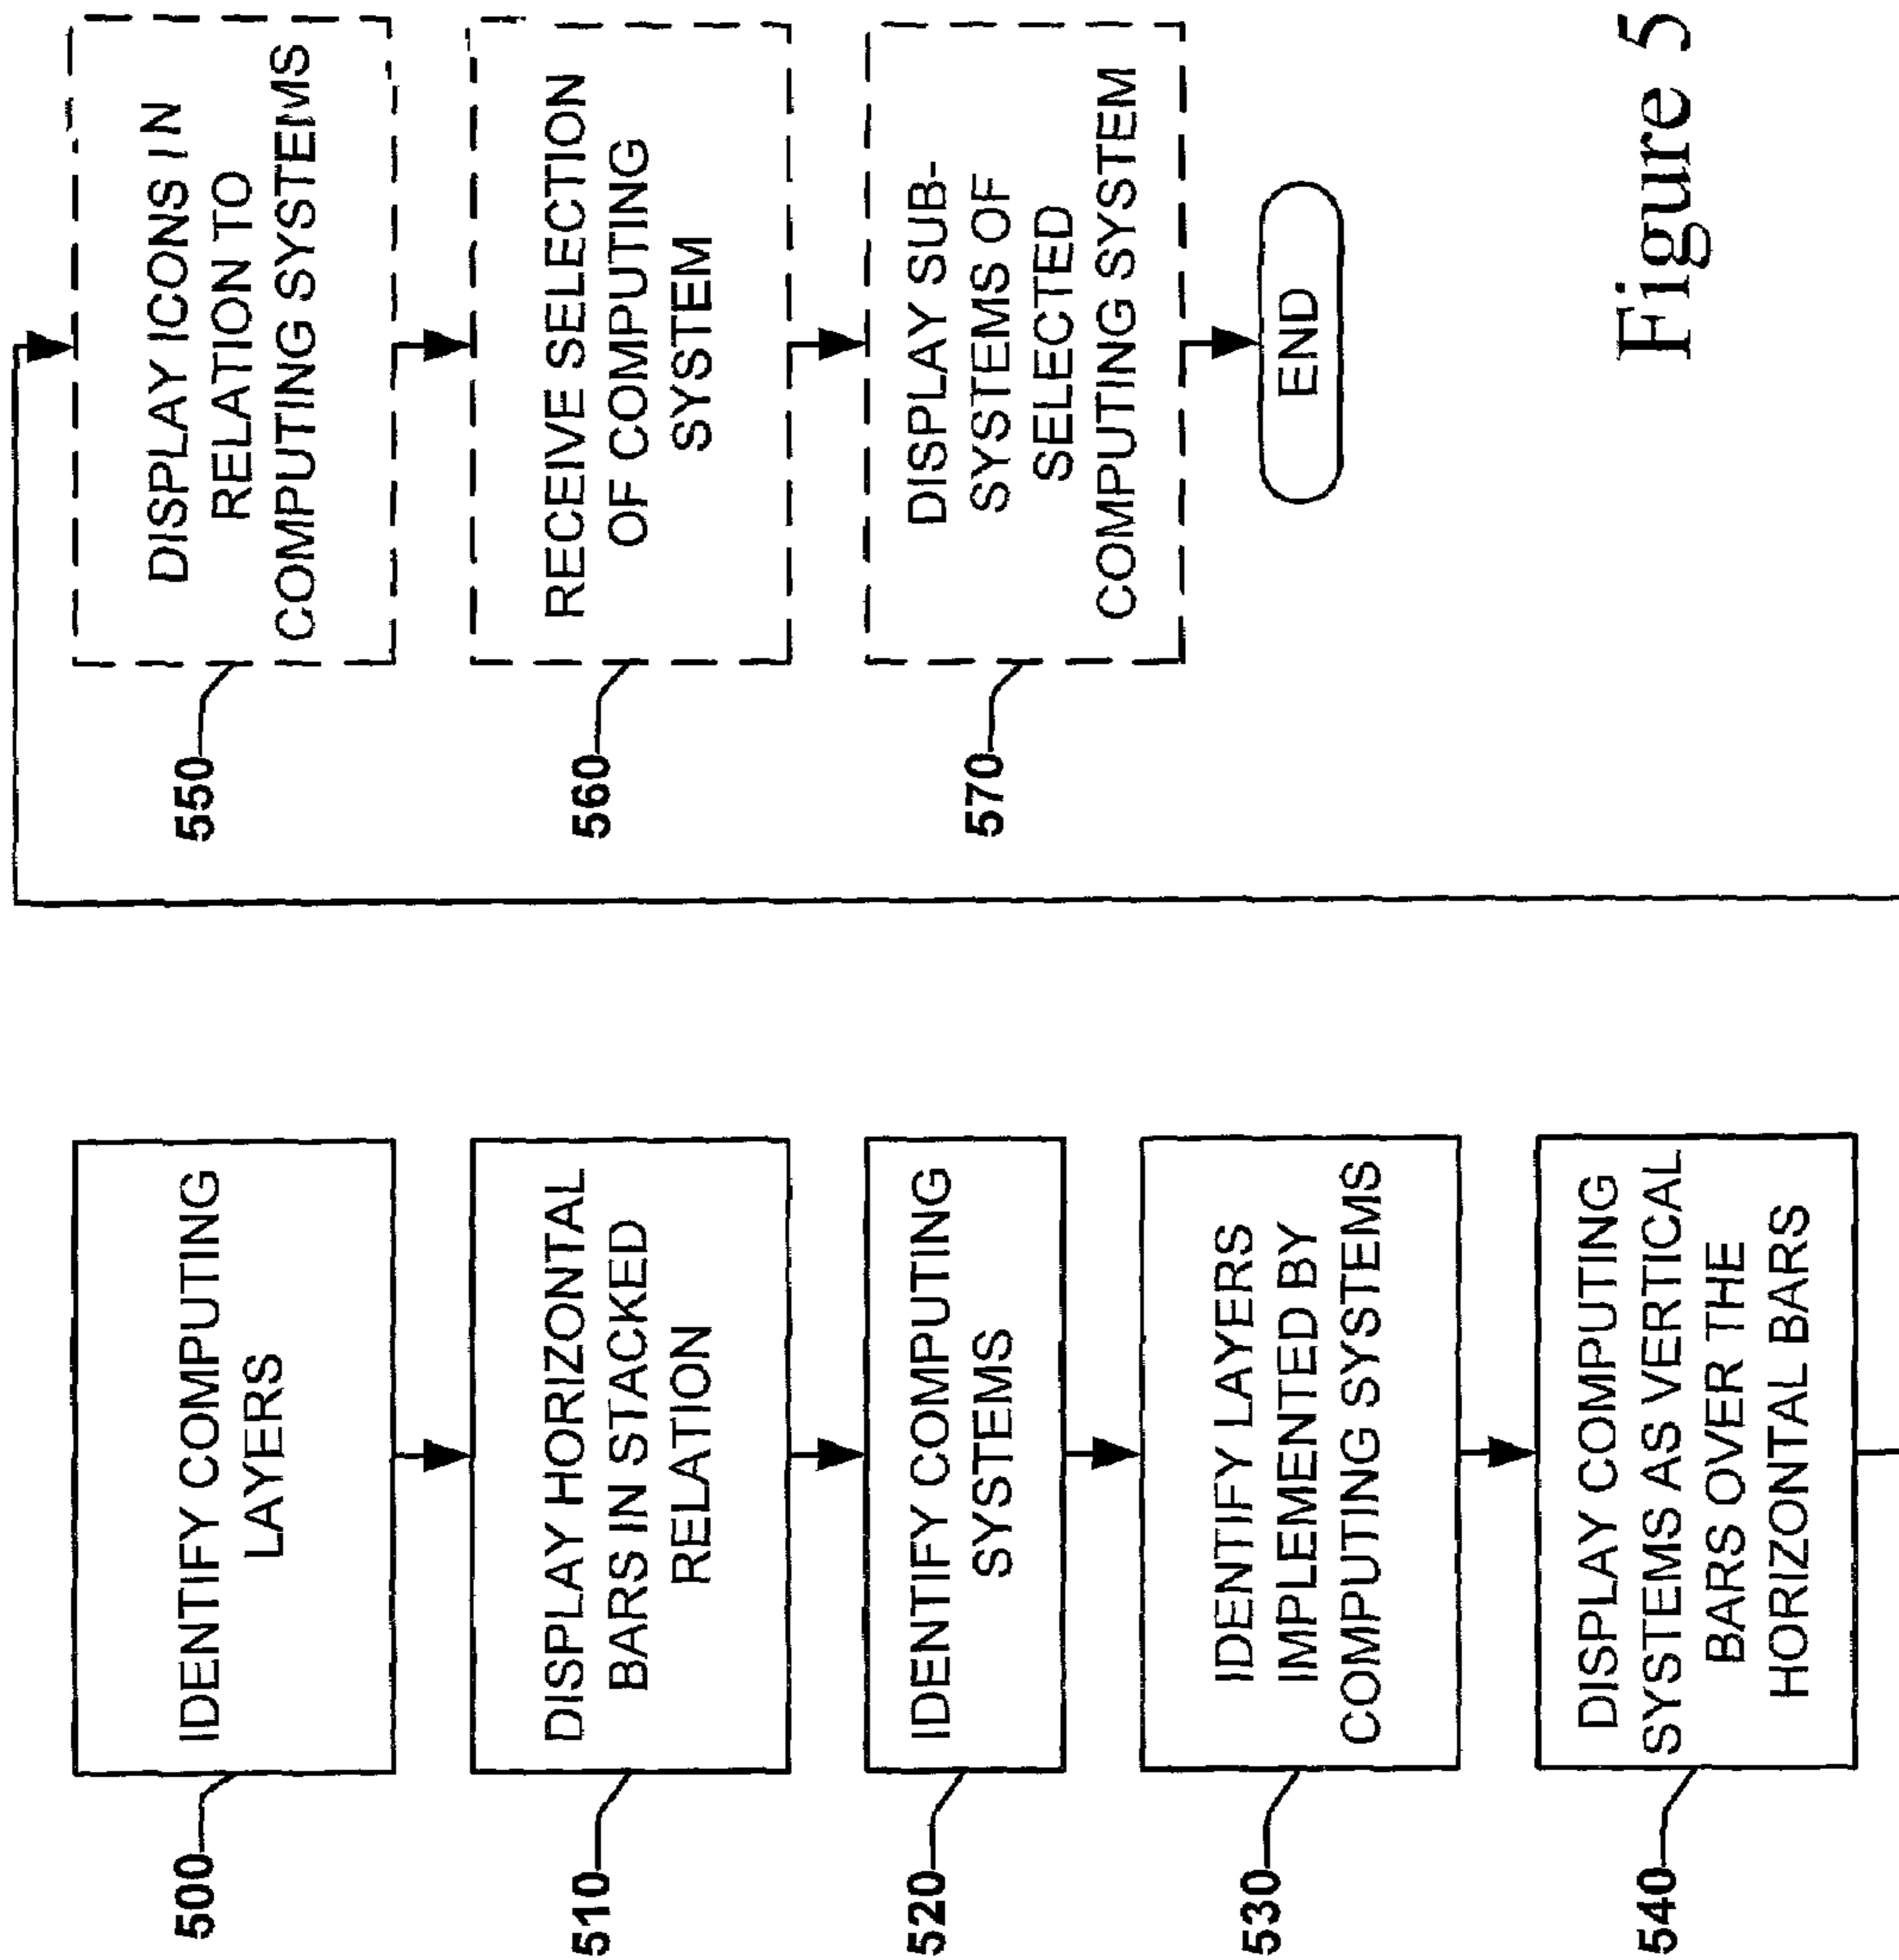 500
IDENTIFY COMPUTING
LAYERS
510
DISPLAY HORIZONTAL
BARS IN STACKED
RELATION
520
IDENTIFY COMPUTING
SYSTEMS
530
IDENTIFY LAYERS
IMPLEMENTED BY
COMPUTING SYSTEMS
540
DISPLAY COMPUTING
SYSTEMS AS VERTICAL
BARS OVER THE
HORIZONTAL BARS
550
DISPLAY ICONS IN
RELATION TO
COMPUTING SYSTEMS
560
RECEIVE SELECTION
OF COMPUTING
SYSTEM
570
DISPLAY SUB-
SYSTEMS OF
SELECTED
COMPUTING SYSTEM
END
Figure 5